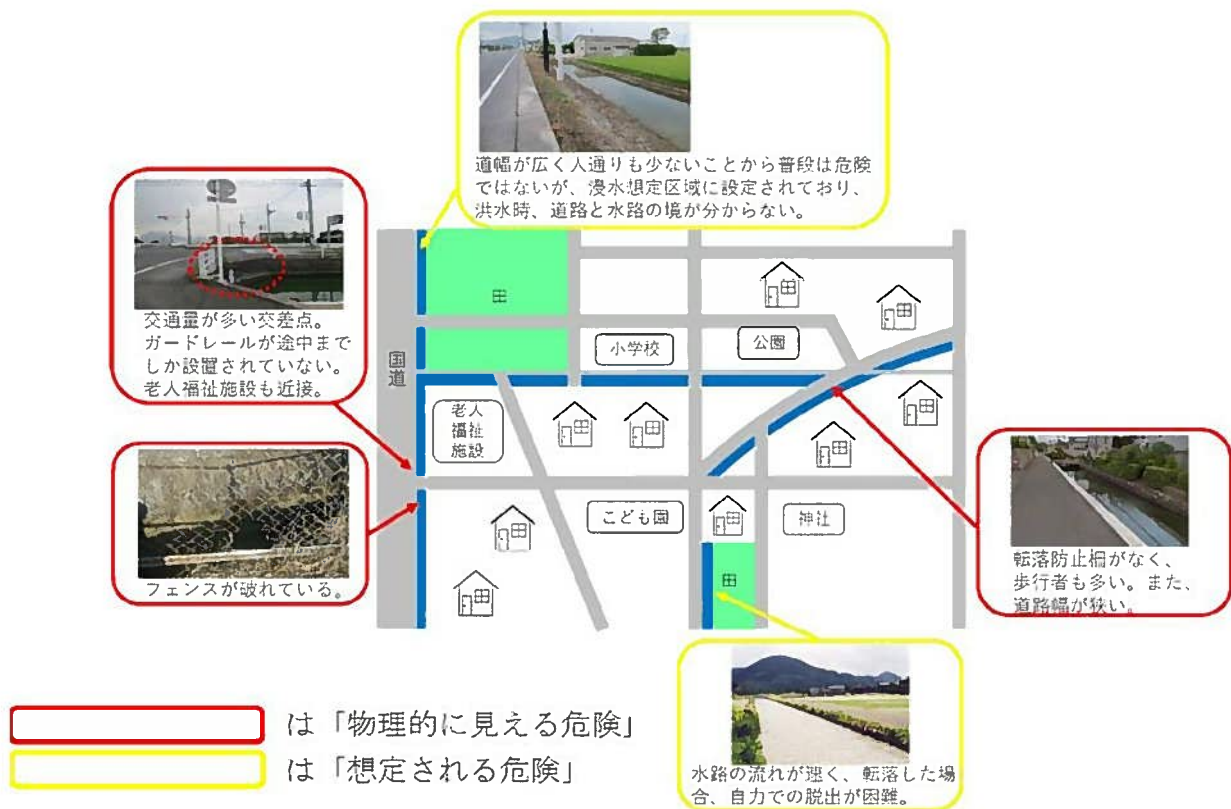 道幅が広く人通りも少ないことから普段は危険
ではないが、浸水想定区域に設定されており、
洪水時、道路と水路の境が分からない。
交通量が多い交差点。
ガードレールが途中まで
しか設置されていない。
老人福祉施設も近接。
フェンスが破れている。
国道
田
小学校
公園
老人
福祉
施設
こども園
神社
田
転落防止柵がなく、
歩行者も多い。また、
道路幅が狭い。
水路の流れが速く、転落した場
合、自力での脱出が困難。
は「物理的に見える危険」
は「想定される危険」